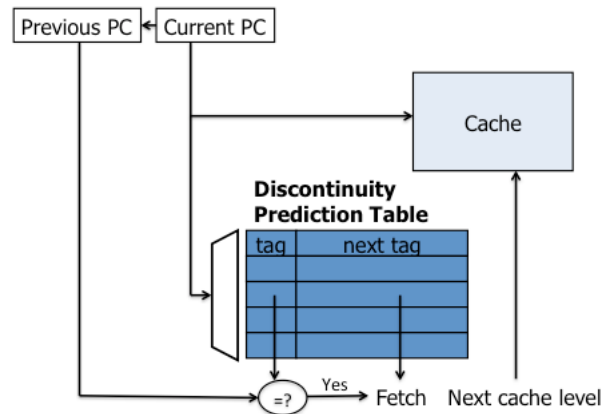 Previous PC
Current PC
Cache
Discontinuity
Prediction Table
tag
next tag
=?
Yes
Fetch
Next cache level